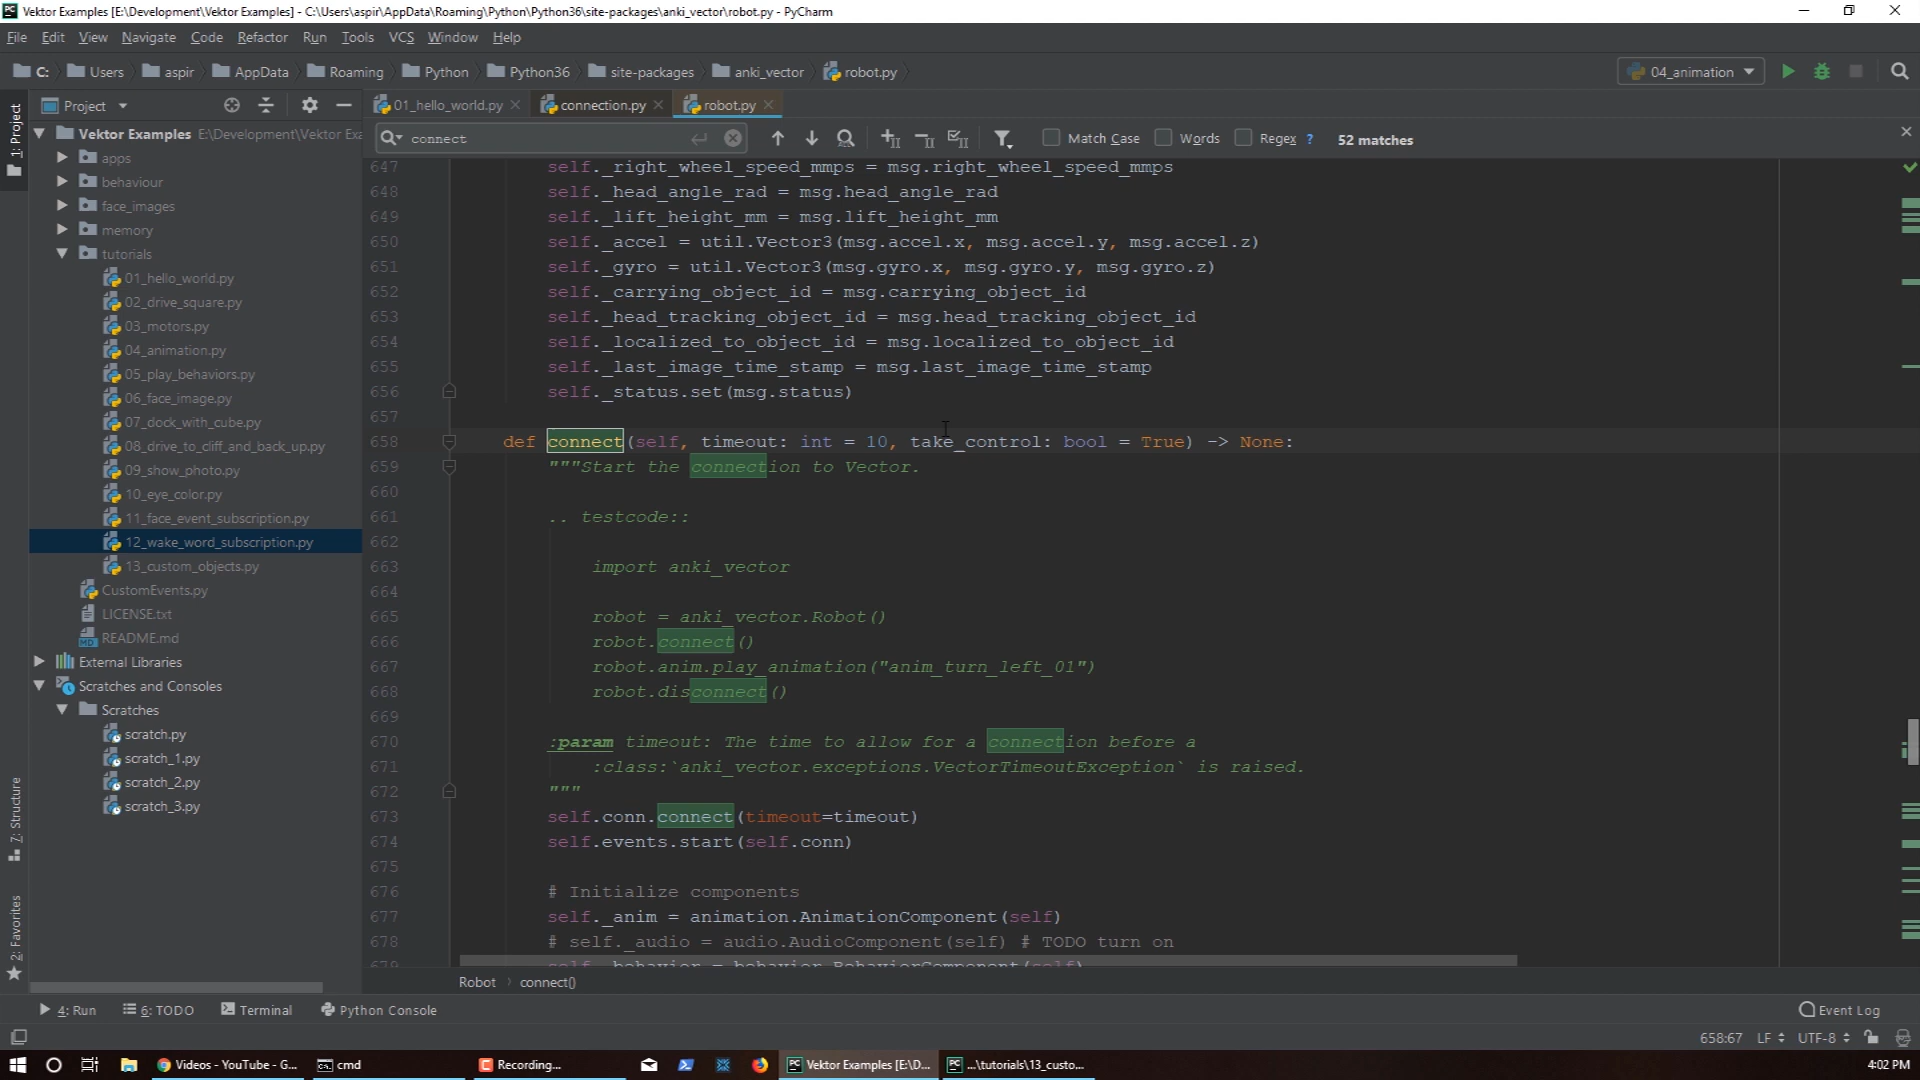 Vektor Examples [E:\Development\Vektor Examples] - C:\Users\aspir\AppData\Roaming\Python\Python36\site-packages\anki_vector\robot.py - PyCharm
File Edit View Navigate Code Refactor Run Tools VCS Window Help
C: Users aspir AppData Roaming Python Python36 site-packages anki_vector robot.py 04_animation
Project 01_hello_world.py connection.py robot.py
connect Match Case Words Regex ? 52 matches
1: Project
7: Structure
2: Favorites
Vektor Examples E:\Development\Vektor Exa
apps
behaviour
face_images
memory
tutorials
01_hello_world.py
02_drive_square.py
03_motors.py
04_animation.py
05_play_behaviors.py
06_face_image.py
07_dock_with_cube.py
08_drive_to_cliff_and_back_up.py
09_show_photo.py
10_eye_color.py
11_face_event_subscription.py
12_wake_word_subscription.py
13_custom_objects.py
CustomEvents.py
LICENSE.txt
README.md
External Libraries
Scratches and Consoles
Scratches
scratch.py
scratch_1.py
scratch_2.py
scratch_3.py
647 self._right_wheel_speed_mmps = msg.right_wheel_speed_mmps
648 self._head_angle_rad = msg.head_angle_rad
649 self._lift_height_mm = msg.lift_height_mm
650 self._accel = util.Vector3(msg.accel.x, msg.accel.y, msg.accel.z)
651 self._gyro = util.Vector3(msg.gyro.x, msg.gyro.y, msg.gyro.z)
652 self._carrying_object_id = msg.carrying_object_id
653 self._head_tracking_object_id = msg.head_tracking_object_id
654 self._localized_to_object_id = msg.localized_to_object_id
655 self._last_image_time_stamp = msg.last_image_time_stamp
656 self._status.set(msg.status)
657
658 def connect(self, timeout: int = 10, take_control: bool = True) -> None:
659 """Start the connection to Vector.
660
661 .. testcode::
662
663 import anki_vector
664
665 robot = anki_vector.Robot()
666 robot.connect()
667 robot.anim.play_animation("anim_turn_left_01")
668 robot.disconnect()
669
670 :param timeout: The time to allow for a connection before a
671 :class:`anki_vector.exceptions.VectorTimeoutException` is raised.
672 """
673 self.conn.connect(timeout=timeout)
674 self.events.start(self.conn)
675
676 # Initialize components
677 self._anim = animation.AnimationComponent(self)
678 # self._audio = audio.AudioComponent(self) # TODO turn on
679 self._behavior = behavior.BehaviorComponent(self)
Robot connect()
4: Run 6: TODO Terminal Python Console Event Log
658:67 LF UTF-8
Videos - YouTube - G... cmd Recording... Vektor Examples [E:\D... ...\tutorials\13_custo... 4:02 PM